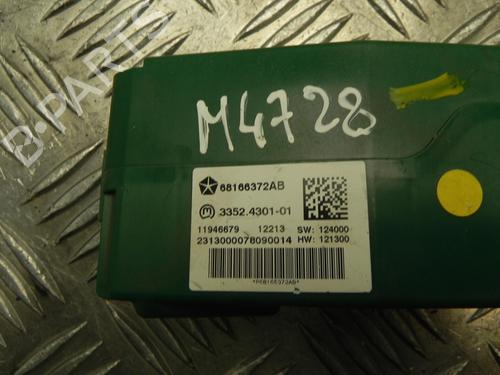 B-PARTS
M4728
68166372AB
3352.4301-01
11946679 12213 SW: 124000
2313000078090014 HW: 121300
*P68166372AB*